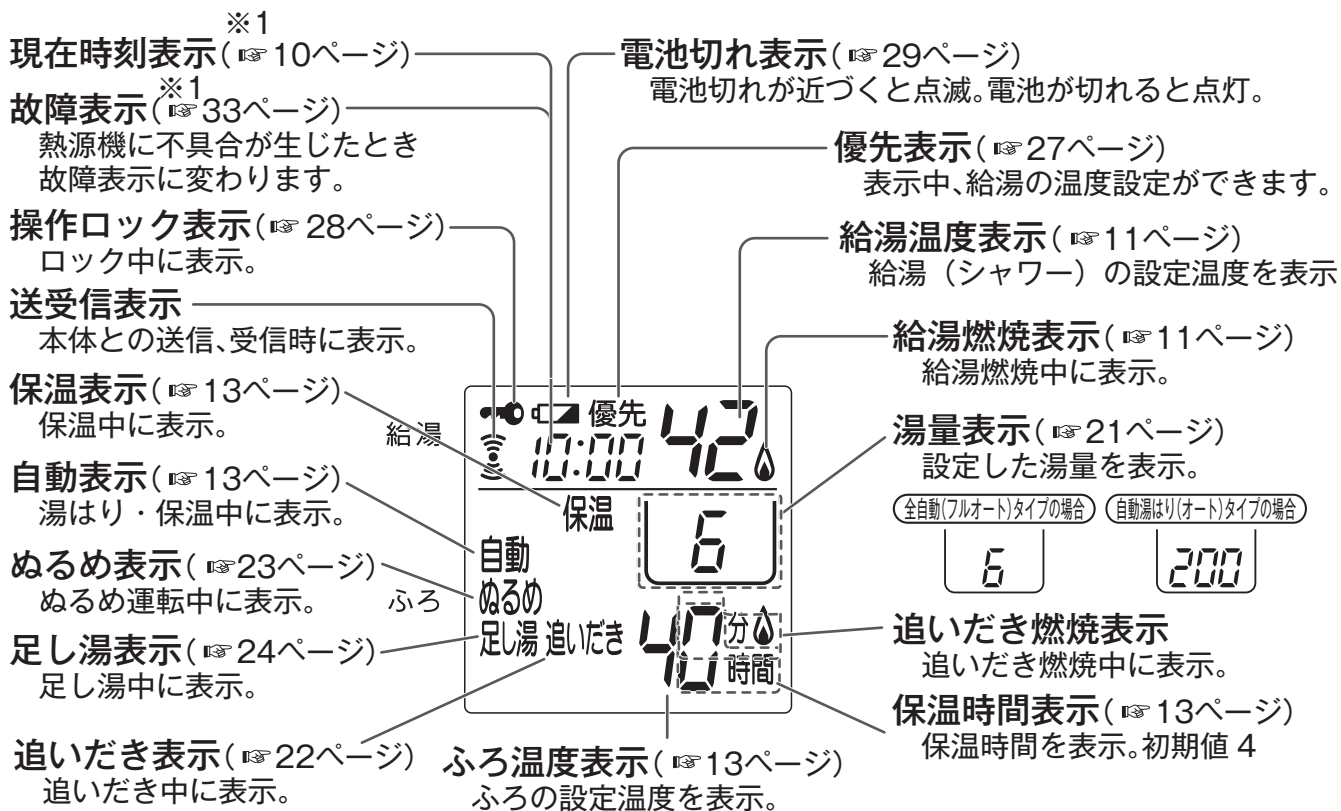 ※1
現在時刻表示(☞10ページ)
※1
故障表示(☞33ページ)
熱源機に不具合が生じたとき
故障表示に変わります。
操作ロック表示(☞28ページ)
ロック中に表示。
送受信表示
本体との送信、受信時に表示。
保温表示(☞13ページ)
保温中に表示。
自動表示(☞13ページ)
湯はり・保温中に表示。
ぬるめ表示(☞23ページ)
ぬるめ運転中に表示。
足し湯表示(☞24ページ)
足し湯中に表示。
追いだき表示(☞22ページ)
追いだき中に表示。
給湯
ふろ
優先
42
10:00
保温
6
自動
ぬるめ
足し湯 追いだき
40
分
時間
ふろ温度表示(☞13ページ)
ふろの設定温度を表示。
電池切れ表示(☞29ページ)
電池切れが近づくと点滅。電池が切れると点灯。
優先表示(☞27ページ)
表示中、給湯の温度設定ができます。
給湯温度表示(☞11ページ)
給湯（シャワー）の設定温度を表示
給湯燃焼表示(☞11ページ)
給湯燃焼中に表示。
湯量表示(☞21ページ)
設定した湯量を表示。
全自動(フルオート)タイプの場合
自動湯はり(オート)タイプの場合
6
200
追いだき燃焼表示
追いだき燃焼中に表示。
保温時間表示(☞13ページ)
保温時間を表示。初期値 4